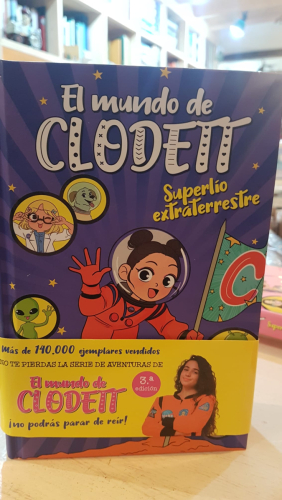 El mundo de
CLODETT
Superlío
extraterrestre
C
Más de 140.000 ejemplares vendidos
¡NO TE PIERDAS LA SERIE DE AVENTURAS DE
El mundo de
CLODETT
3.ª
edición
¡no podrás parar de reír!